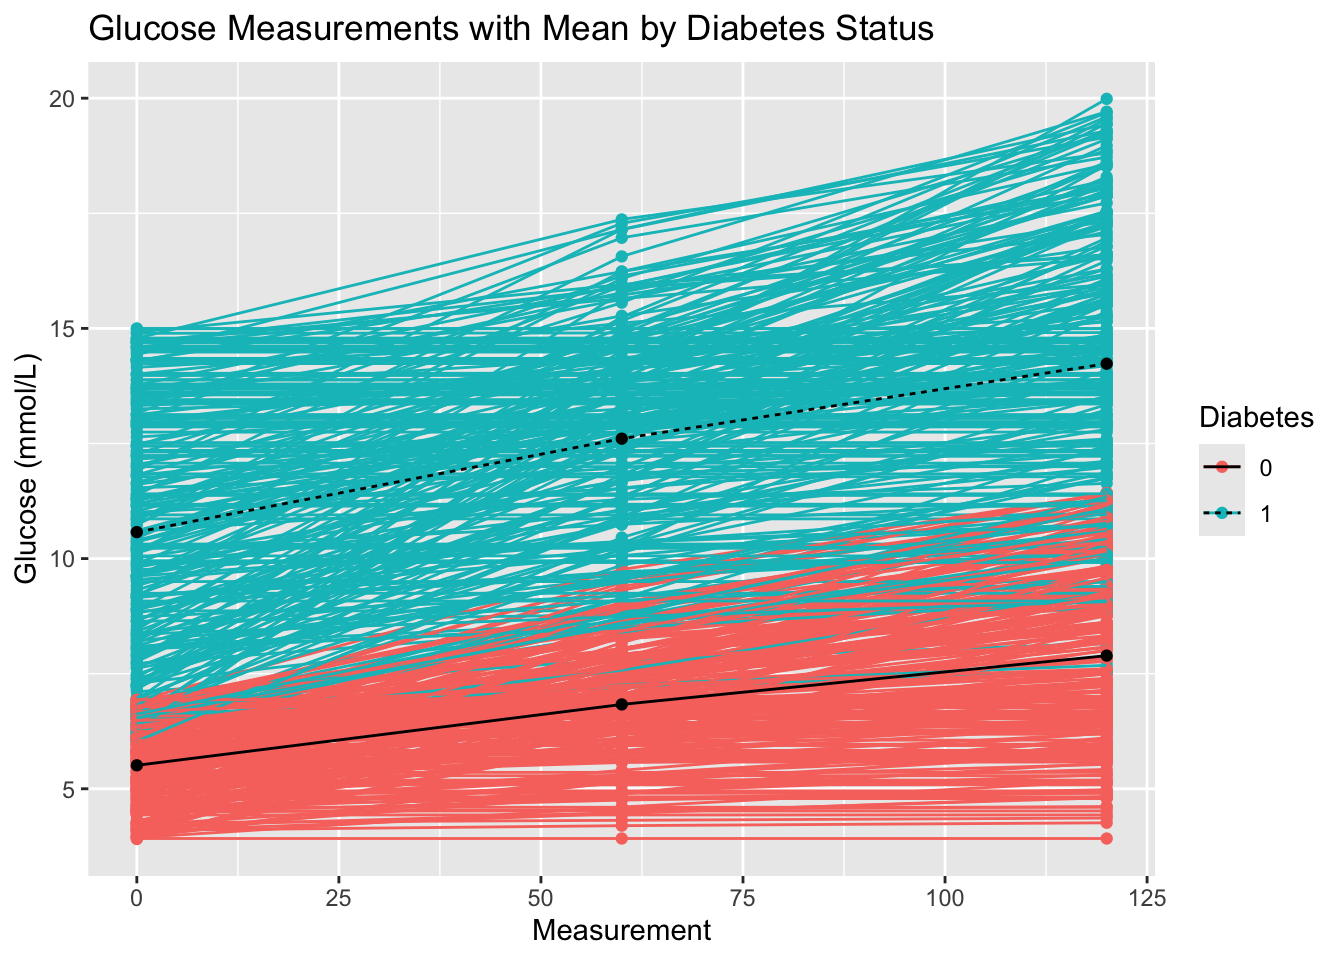 Glucose Measurements with Mean by Diabetes Status
20
15
10
5
Glucose (mmol/L)
0 25 50 75 100 125
Measurement
Diabetes
0
1